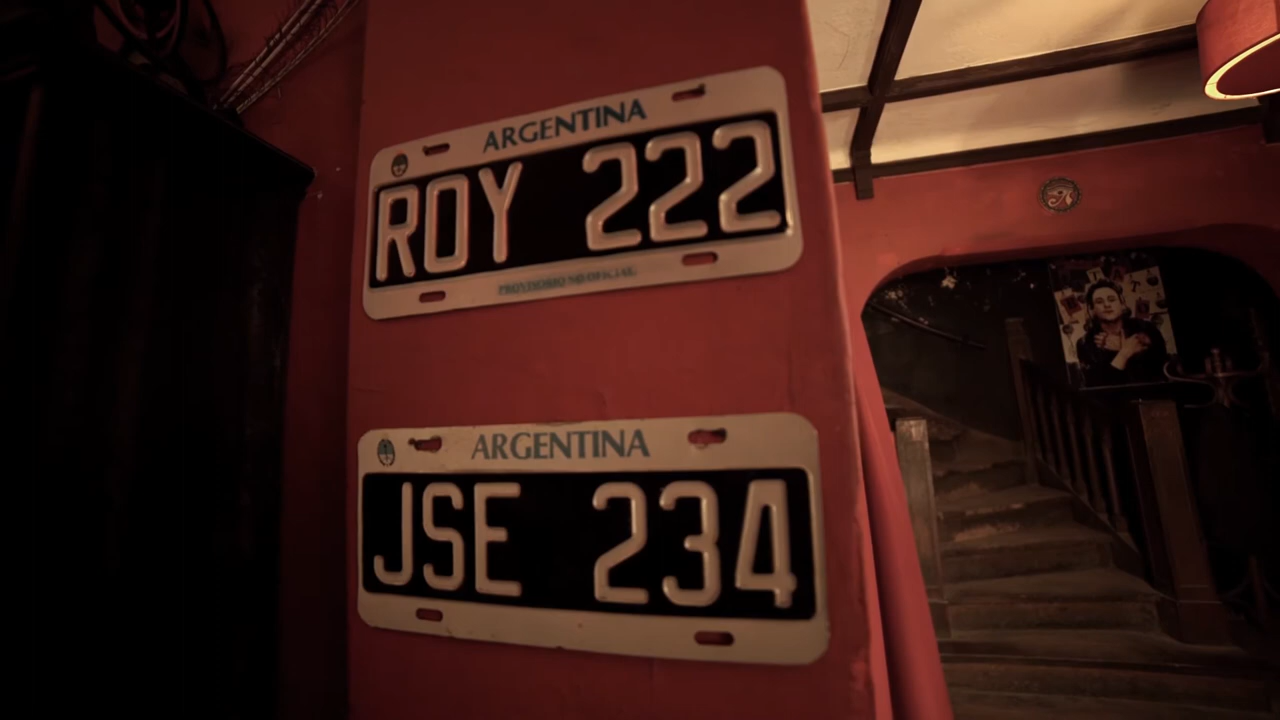 ARGENTINA
ROY 222
PROVISORIO NO OFICIAL
ARGENTINA
JSE 234